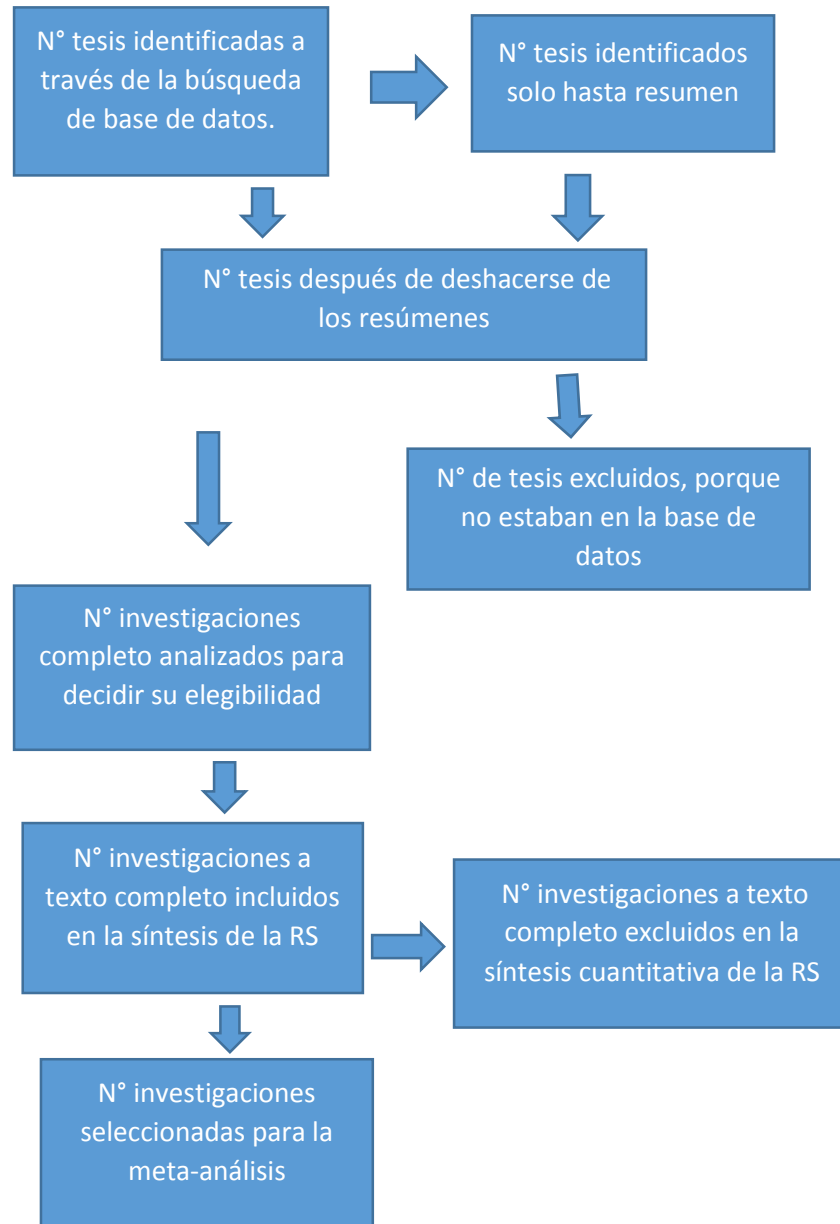 N° tesis identificadas a
través de la búsqueda
de base de datos.
N° tesis identificados
solo hasta resumen
N° tesis después de deshacerse de
los resúmenes
N° de tesis excluidos, porque
no estaban en la base de
datos
N° investigaciones
completo analizados para
decidir su elegibilidad
N° investigaciones a
texto completo incluidos
en la síntesis de la RS
N° investigaciones a texto
completo excluidos en la
síntesis cuantitativa de la RS
N° investigaciones
seleccionadas para la
meta-análisis